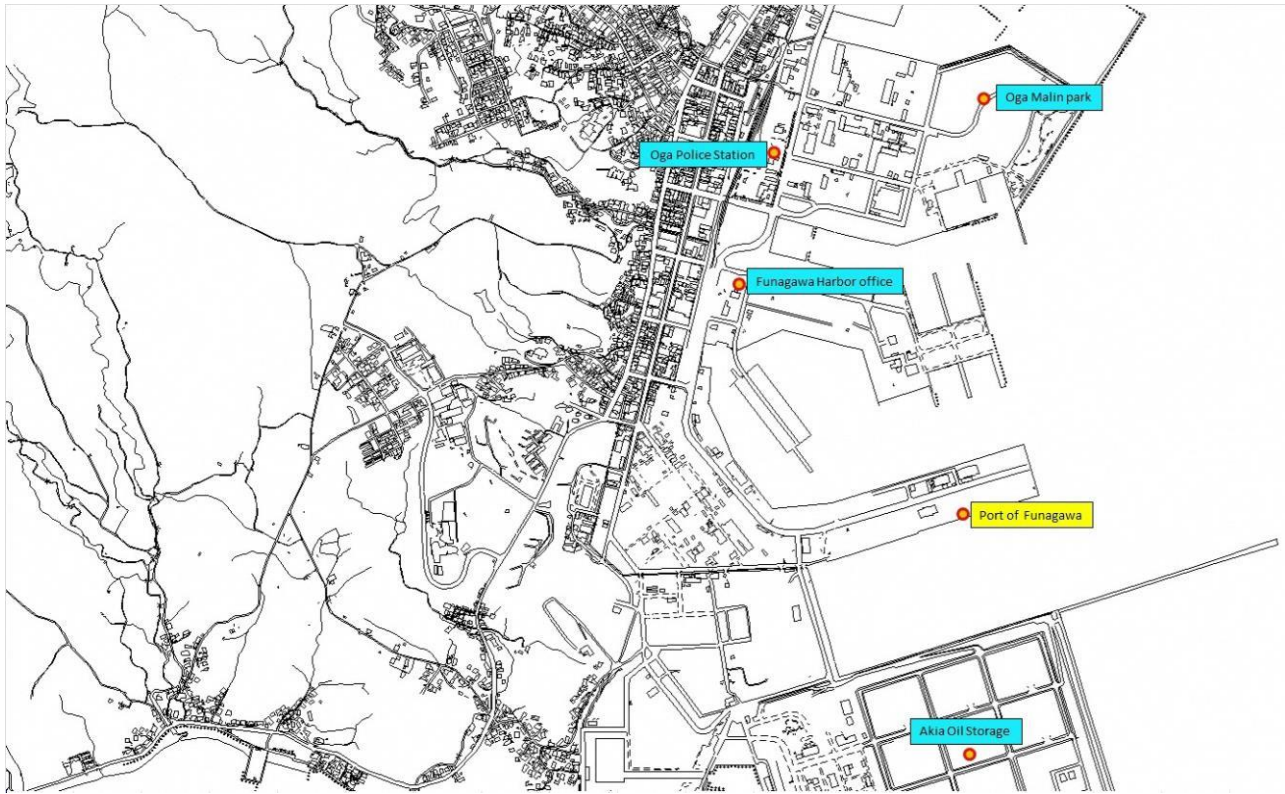 Oga Malin park
Oga Police Station
Funagawa Harbor office
Port of Funagawa
Akia Oil Storage